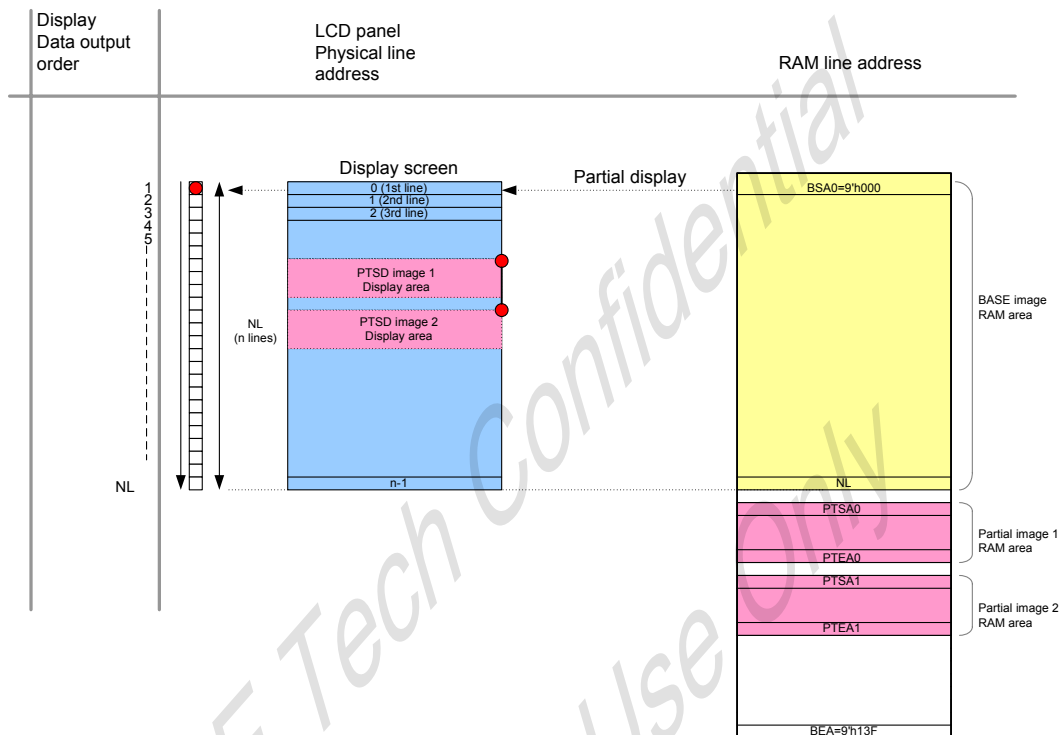 Display
Data output
order
LCD panel
Physical line
address
RAM line address
Display screen
Partial display
1
2
3
4
5
NL
NL
(n lines)
0 (1st line)
1 (2nd line)
2 (3rd line)
PTSD image 1
Display area
PTSD image 2
Display area
n-1
BSA0=9'h000
NL
BASE image
RAM area
PTSA0
PTEA0
Partial image 1
RAM area
PTSA1
PTEA1
Partial image 2
RAM area
BEA=9'h13F
Tech Confidential
Use Only